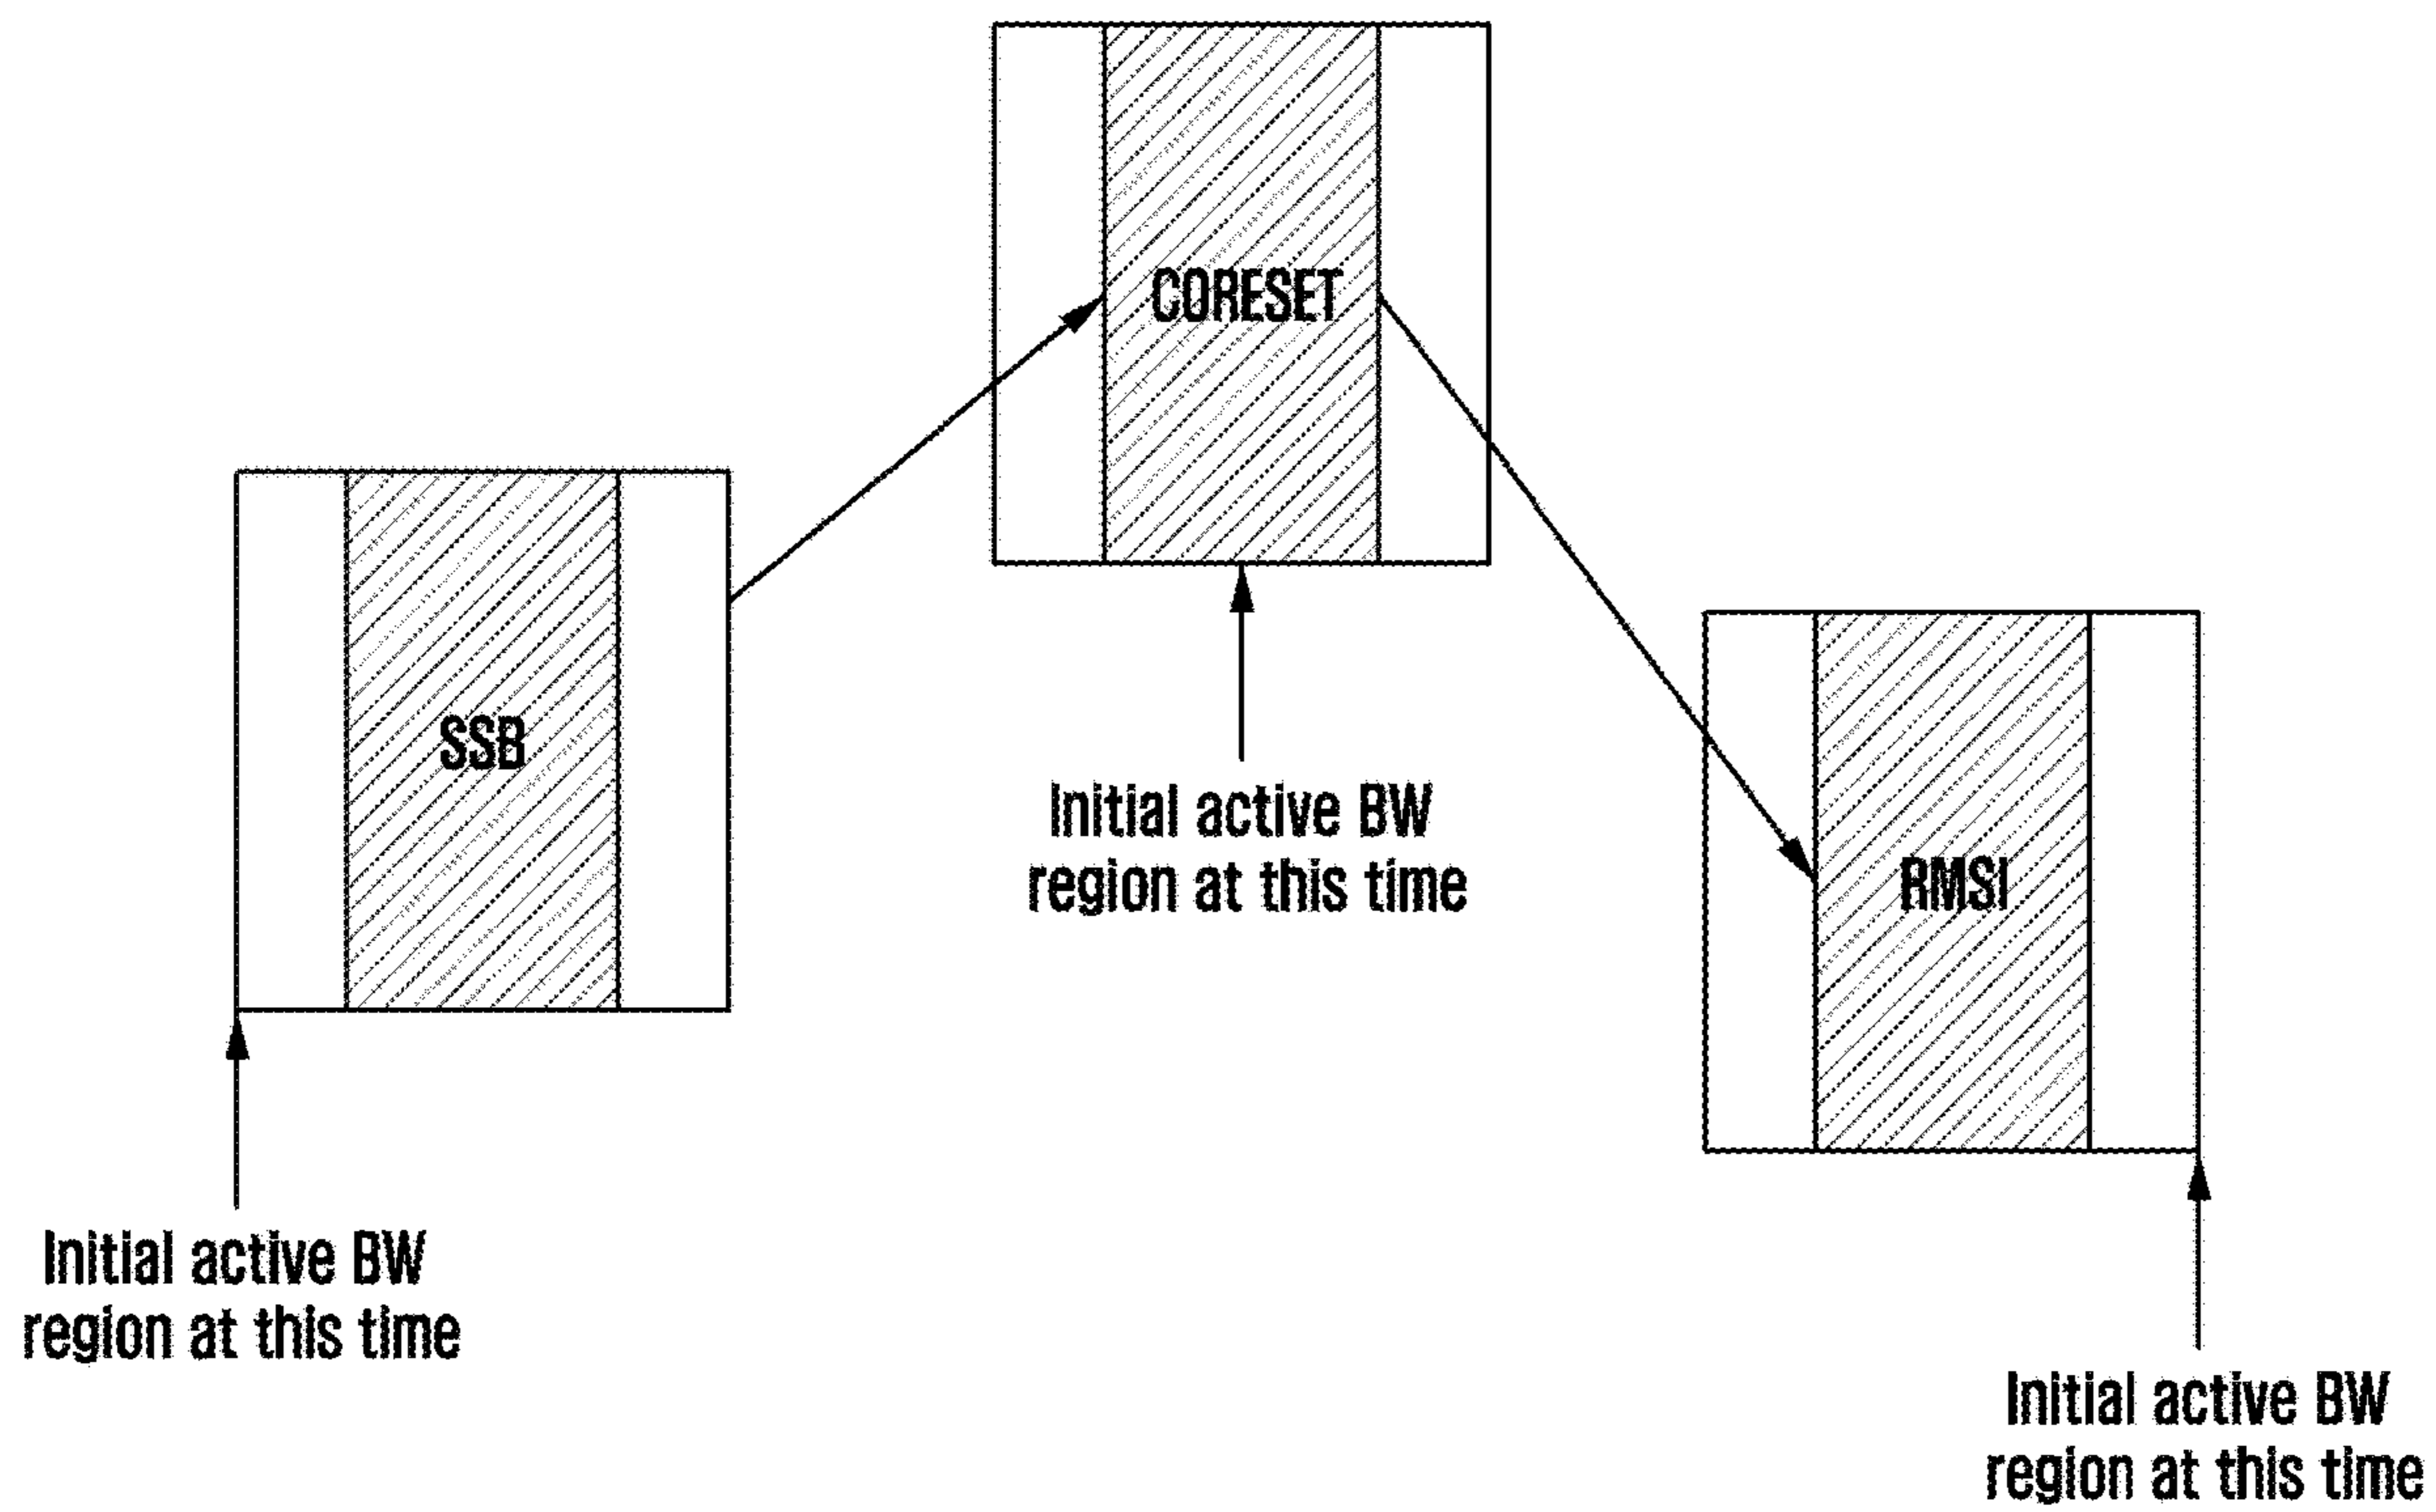 CORESET
SSB
Initial active BW
region at this time
RMSI
Initial active BW
region at this time
Initial active BW
region at this time